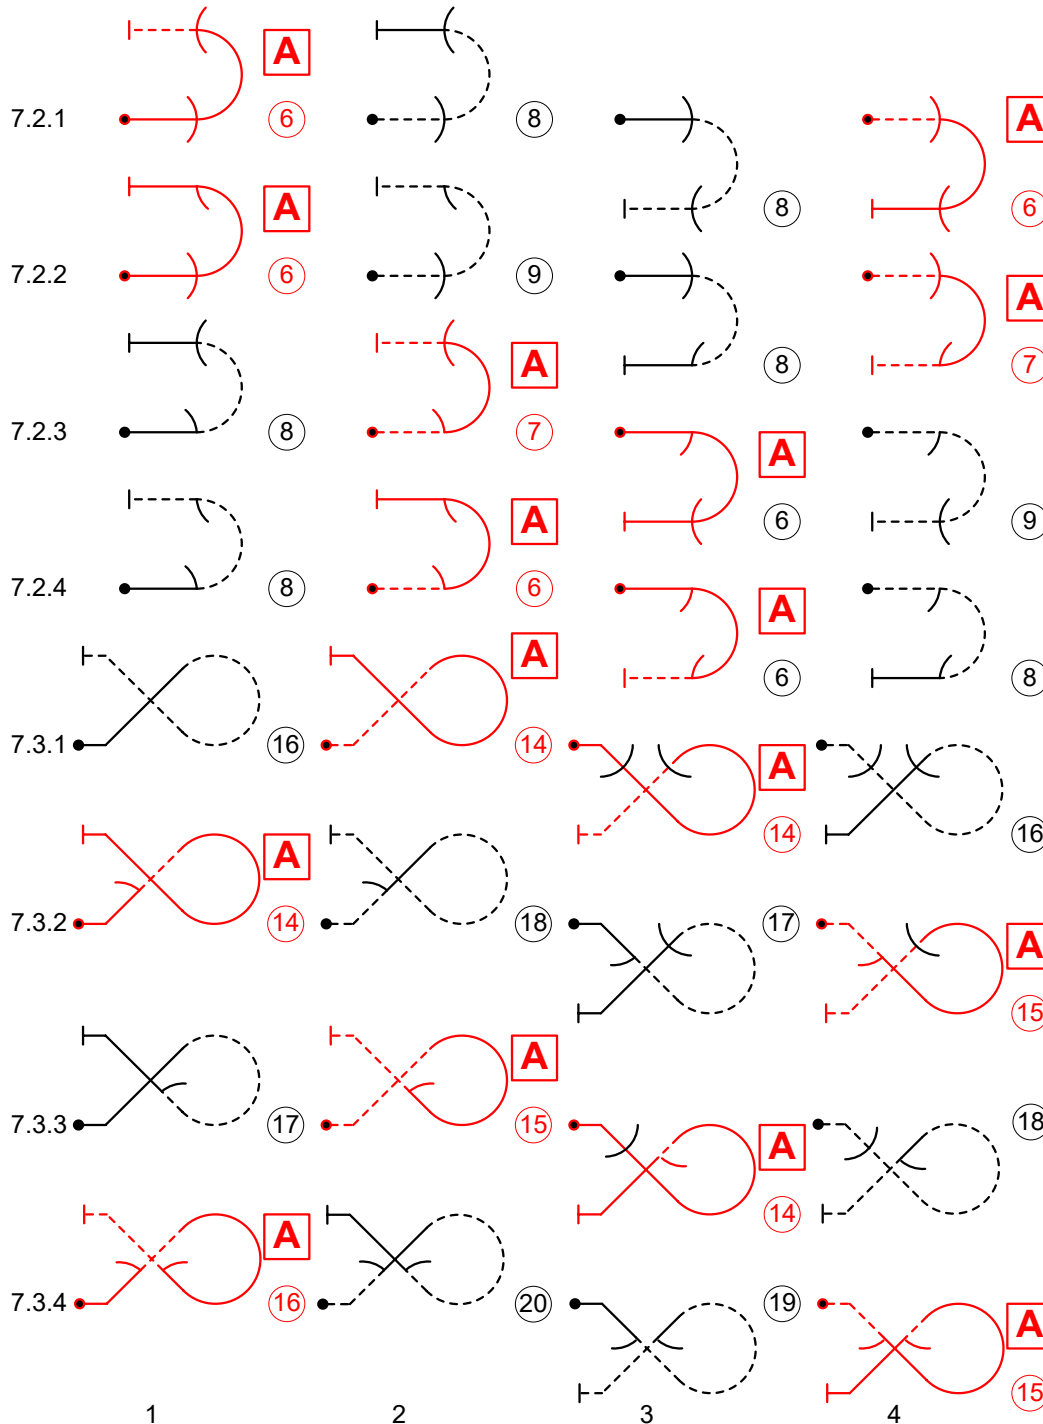 A
7.2.1 6 8 A
8 6
A A
7.2.2 6 9
A 8 7
7.2.3 8 7 A
A 6 9
7.2.4 8 6 A
A 6 8
7.3.1 16 14 A
A 14 16
7.3.2 14 18 17 A
A 15
7.3.3 17 15 18
A
A 14
7.3.4 16 20 19 A
15
1 2 3 4